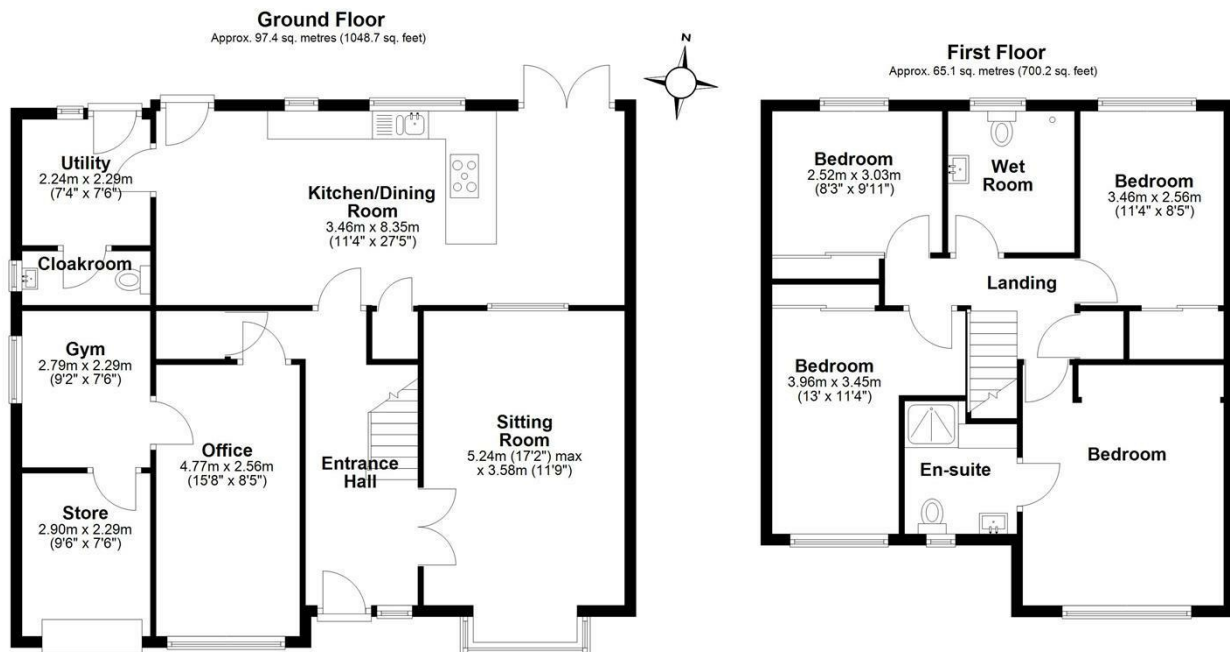 Ground Floor
Approx. 97.4 sq. metres (1048.7 sq. feet)
N
Utility
2.24m x 2.29m
(7'4" x 7'6")
Kitchen/Dining
Room
3.46m x 8.35m
(11'4" x 27'5")
Cloakroom
Gym
2.79m x 2.29m
(9'2" x 7'6")
Office
4.77m x 2.56m
(15'8" x 8'5")
Entrance
Hall
Sitting
Room
5.24m (17'2") max
x 3.58m (11'9")
Store
2.90m x 2.29m
(9'6" x 7'6")
First Floor
Approx. 65.1 sq. metres (700.2 sq. feet)
Bedroom
2.52m x 3.03m
(8'3" x 9'11")
Wet
Room
Bedroom
3.46m x 2.56m
(11'4" x 8'5")
Landing
Bedroom
3.96m x 3.45m
(13' x 11'4")
En-suite
Bedroom